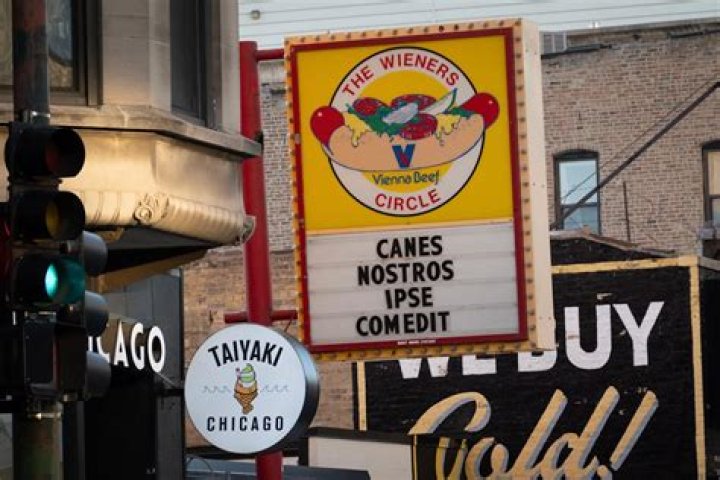 THE WIENERS
V
Vienna Beef
CIRCLE
CANES
NOSTROS
IPSE
COMEDIT
CAGO
TAIYAKI
CHICAGO
WE BUY
Gold!